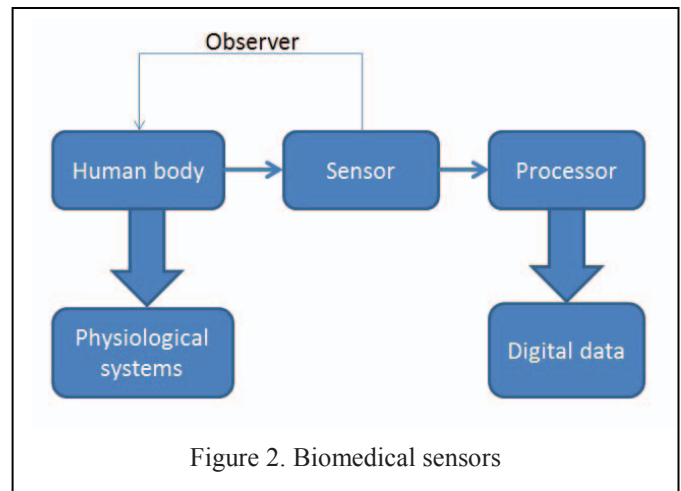 Observer
Human body
Sensor
Processor
Physiological
systems
Digital data
Figure 2. Biomedical sensors